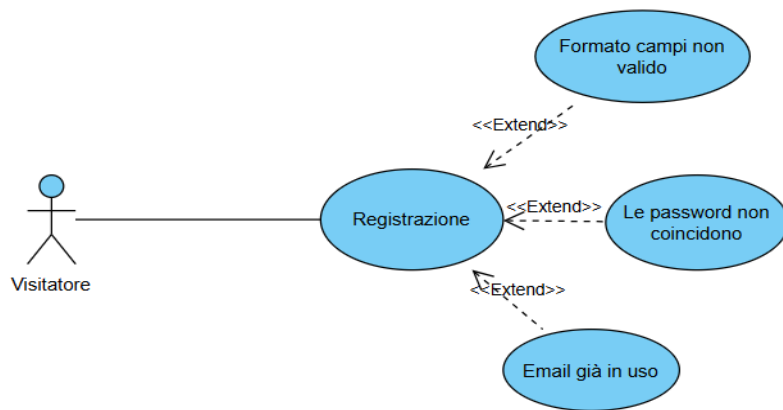 Formato campi non
valido
<<Extend>>
Registrazione
<<Extend>>
Le password non
coincidono
Visitatore
<<Extend>>
Email già in uso